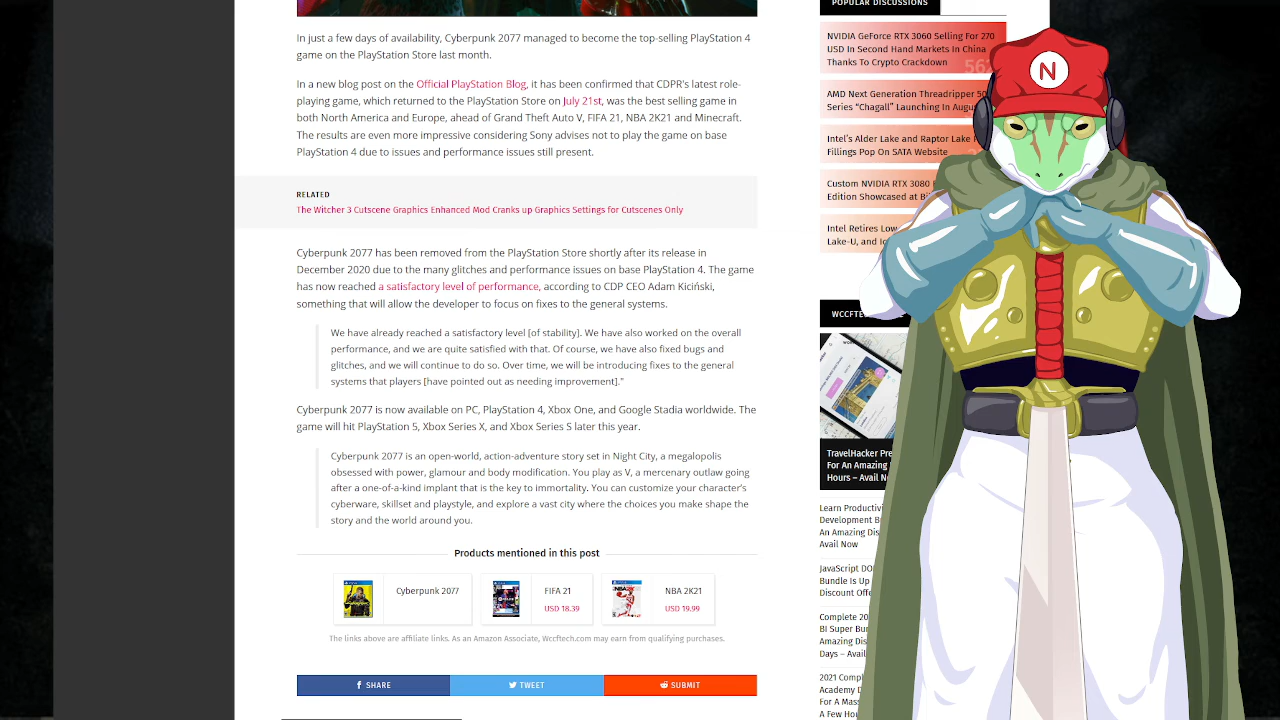 In just a few days of availability, Cyberpunk 2077 managed to become the top-selling PlayStation 4
game on the PlayStation Store last month.
In a new blog post on the Official PlayStation Blog, it has been confirmed that CDPR's latest role-
playing game, which returned to the PlayStation Store on July 21st, was the best selling game in
both North America and Europe, ahead of Grand Theft Auto V, FIFA 21, NBA 2K21 and Minecraft.
The results are even more impressive considering Sony advises not to play the game on base
PlayStation 4 due to issues and performance issues still present.
RELATED
The Witcher 3 Cutscene Graphics Enhanced Mod Cranks up Graphics Settings for Cutscenes Only
Cyberpunk 2077 has been removed from the PlayStation Store shortly after its release in
December 2020 due to the many glitches and performance issues on base PlayStation 4. The game
has now reached a satisfactory level of performance, according to CDP CEO Adam Kiciński,
something that will allow the developer to focus on fixes to the general systems.
We have already reached a satisfactory level [of stability]. We have also worked on the overall
performance, and we are quite satisfied with that. Of course, we have also fixed bugs and
glitches, and we will continue to do so. Over time, we will be introducing fixes to the general
systems that players [have pointed out as needing improvement]."
Cyberpunk 2077 is now available on PC, PlayStation 4, Xbox One, and Google Stadia worldwide. The
game will hit PlayStation 5, Xbox Series X, and Xbox Series S later this year.
Cyberpunk 2077 is an open-world, action-adventure story set in Night City, a megalopolis
obsessed with power, glamour and body modification. You play as V, a mercenary outlaw going
after a one-of-a-kind implant that is the key to immortality. You can customize your character's
cyberware, skillset and playstyle, and explore a vast city where the choices you make shape the
story and the world around you.
Products mentioned in this post
Cyberpunk 2077
FIFA 21
USD 18.39
NBA 2K21
USD 19.99
The links above are affiliate links. As an Amazon Associate, Wccftech.com may earn from qualifying purchases.
SHARE
TWEET
SUBMIT
POPULAR DISCUSSIONS
NVIDIA GeForce RTX 3060 Selling For 270
USD In Second Hand Markets In China
Thanks To Crypto Crackdown
562
AMD Next Generation Threadripper
Series "Chagall" Launching In
Intel's Alder Lake and Raptor Lake
Fillings Pop On SATA Website
Custom NVIDIA RTX 3080
Edition Showcased at
Intel Retires Low
Lake-U, and
WCCF
TravelHacker
For An Amazing
Hours – Avail
Learn
Development
An Amazing
Avail Now
JavaScript
Bundle Is Up
Discount
Complete
BI Super
Amazing
Days – Avail
2021
Academy
For A
A Few
N